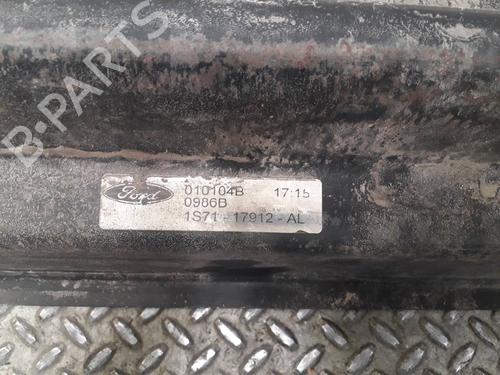 B-PARTS
Ford
010104B 17:15
0986B
1S71 - 17912 - AL